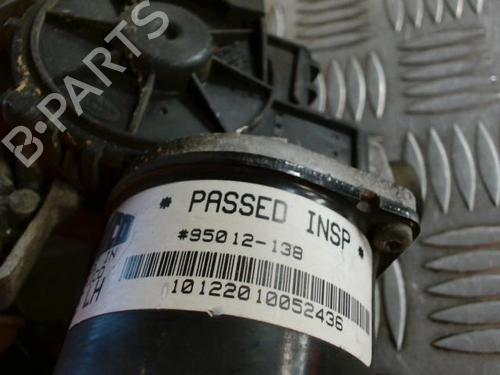 B-PARTS
* PASSED INSP *
*95012-138
10122010052436